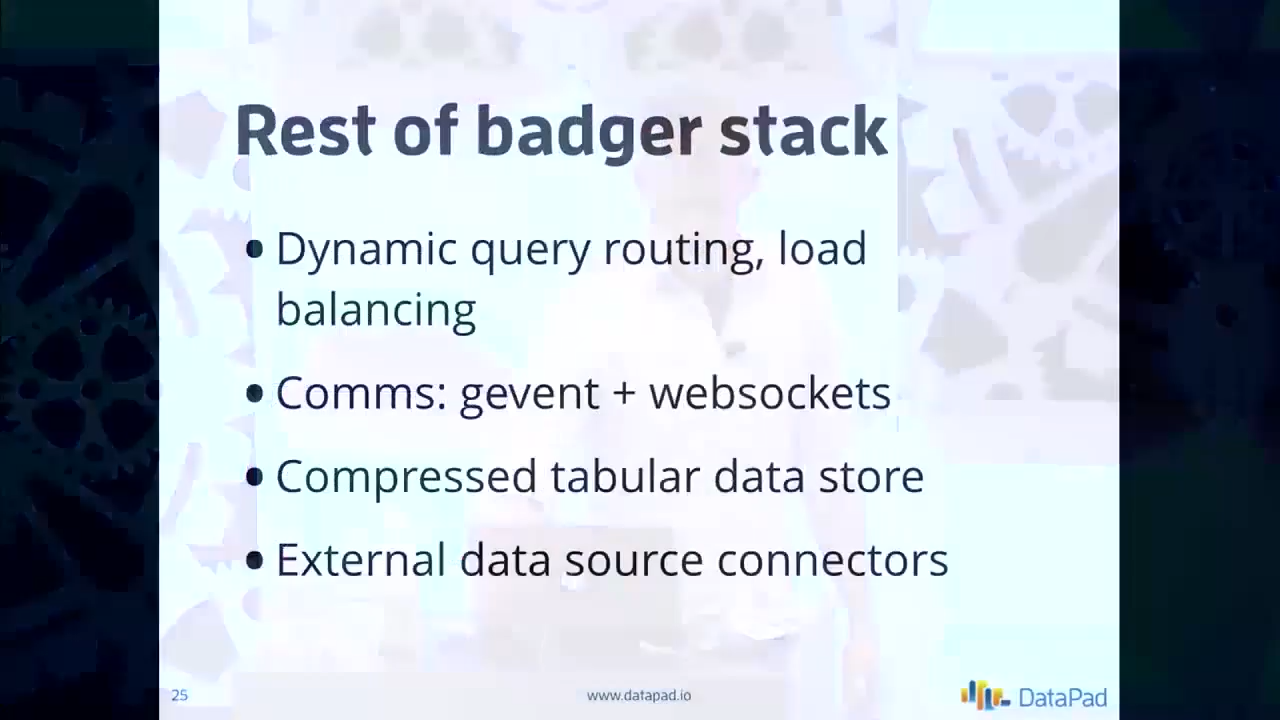 Rest of badger stack
• Dynamic query routing, load
balancing
• Comms: gevent + websockets
• Compressed tabular data store
• External data source connectors
25
www.datapad.io
DataPad